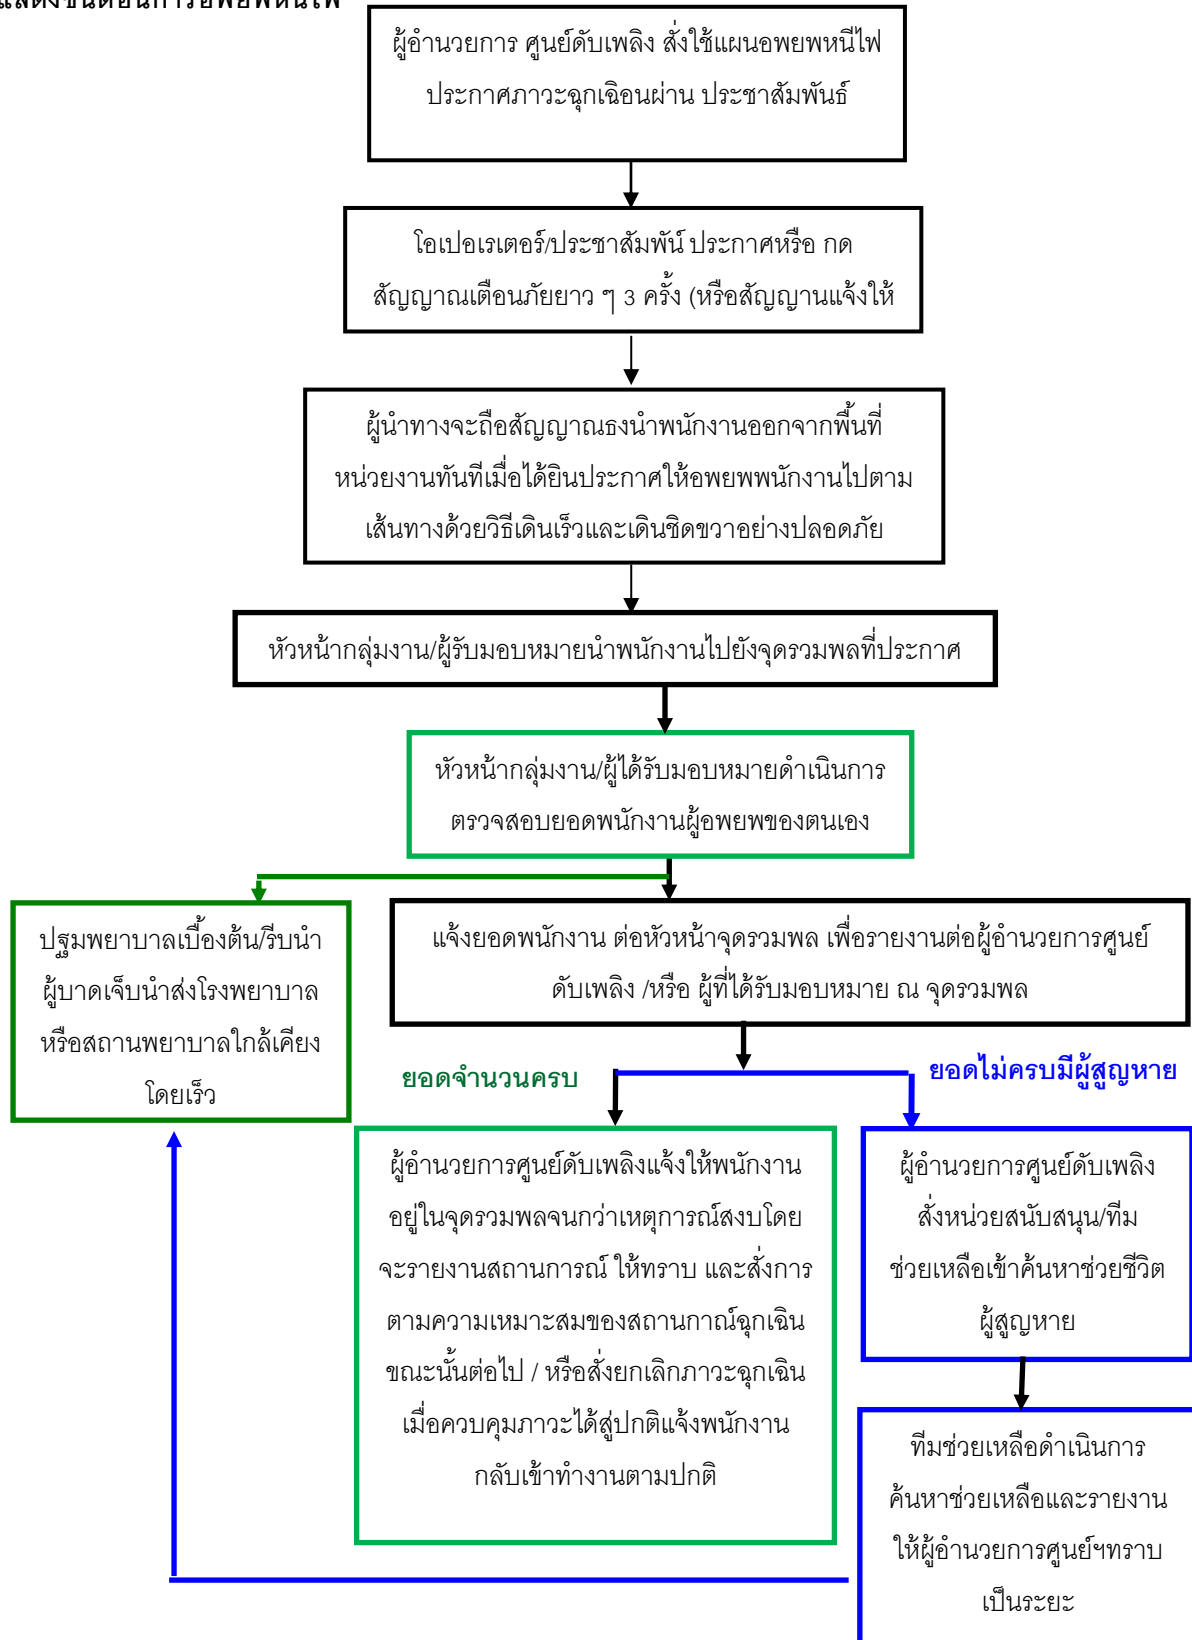 แสดงขั้นตอนการอพยพหนีไฟ
ผู้อำนวยการ ศูนย์ดับเพลิง สั่งใช้แผนอพยพหนีไฟ
ประกาศภาวะฉุกเฉิอนผ่าน ประชาสัมพันธ์
โอเปอเรเตอร์/ประชาสัมพัน์ ประกาศหรือ กด
สัญญาณเตือนภัยยาว ๆ 3 ครั้ง (หรือสัญญานแจ้งให้
ผู้นำทางจะถือสัญญาณธงนำพนักงานออกจากพื้นที่
หน่วยงานทันทีเมื่อได้ยินประกาศให้อพยพพนักงานไปตาม
เส้นทางด้วยวิธีเดินเร็วและเดินชิดขวาอย่างปลอดภัย
หัวหน้ากลุ่มงาน/ผู้รับมอบหมายนำพนักงานไปยังจุดรวมพลที่ประกาศ
หัวหน้ากลุ่มงาน/ผู้ได้รับมอบหมายดำเนินการ
ตรวจสอบยอดพนักงานผู้อพยพของตนเอง
ปฐมพยาบาลเบื้องต้น/รีบนำ
ผู้บาดเจ็บนำส่งโรงพยาบาล
หรือสถานพยาบาลใกล้เคียง
โดยเร็ว
แจ้งยอดพนักงาน ต่อหัวหน้าจุดรวมพล เพื่อรายงานต่อผู้อำนวยการศูนย์
ดับเพลิง /หรือ ผู้ที่ได้รับมอบหมาย ณ จุดรวมพล
ยอดจำนวนครบ
ยอดไม่ครบมีผู้สูญหาย
ผู้อำนวยการศูนย์ดับเพลิงแจ้งให้พนักงาน
อยู่ในจุดรวมพลจนกว่าเหตุการณ์สงบโดย
จะรายงานสถานการณ์ ให้ทราบ และสั่งการ
ตามความเหมาะสมของสถานกาณ์ฉุกเฉิน
ขณะนั้นต่อไป / หรือสั่งยกเลิกภาวะฉุกเฉิน
เมื่อควบคุมภาวะได้สู่ปกติแจ้งพนักงาน
กลับเข้าทำงานตามปกติ
ผู้อำนวยการศูนย์ดับเพลิง
สั่งหน่วยสนับสนุน/ทีม
ช่วยเหลือเข้าค้นหาช่วยชีวิต
ผู้สูญหาย
ทีมช่วยเหลือดำเนินการ
ค้นหาช่วยเหลือและรายงาน
ให้ผู้อำนวยการศูนย์ฯทราบ
เป็นระยะ